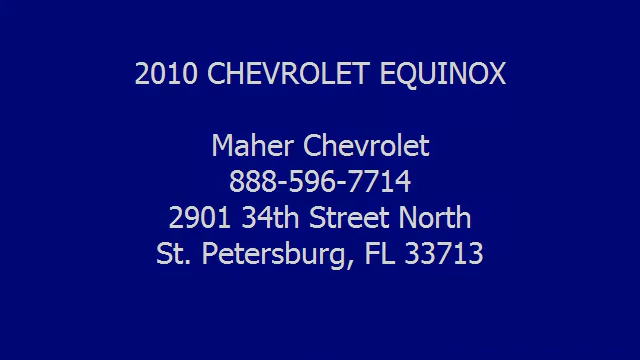 2010 CHEVROLET EQUINOX
Maher Chevrolet
888-596-7714
2901 34th Street North
St. Petersburg, FL 33713